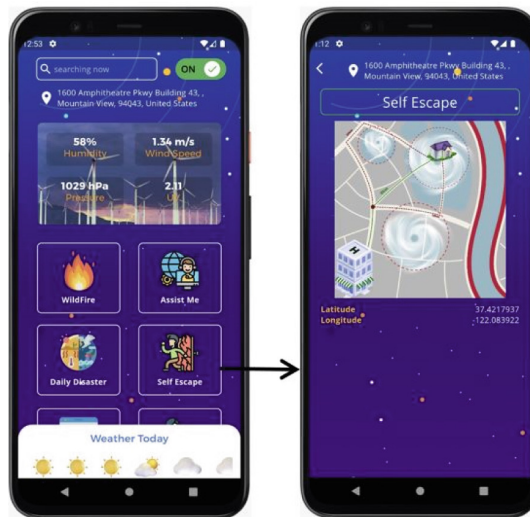 12:53
searching now
ON
1600 Amphitheatre Pkwy Building 43, ,
Mountain View, 94043, United States
58%
Humidity
1.34 m/s
Wind Speed
1029 hPa
Pressure
2.11
UV
WildFire
Assist Me
Daily Disaster
Self Escape
Weather Today
1:12
1600 Amphitheatre Pkwy Building 43, ,
Mountain View, 94043, United States
Self Escape
H
Latitude 37.4217937
Longitude -122.083922